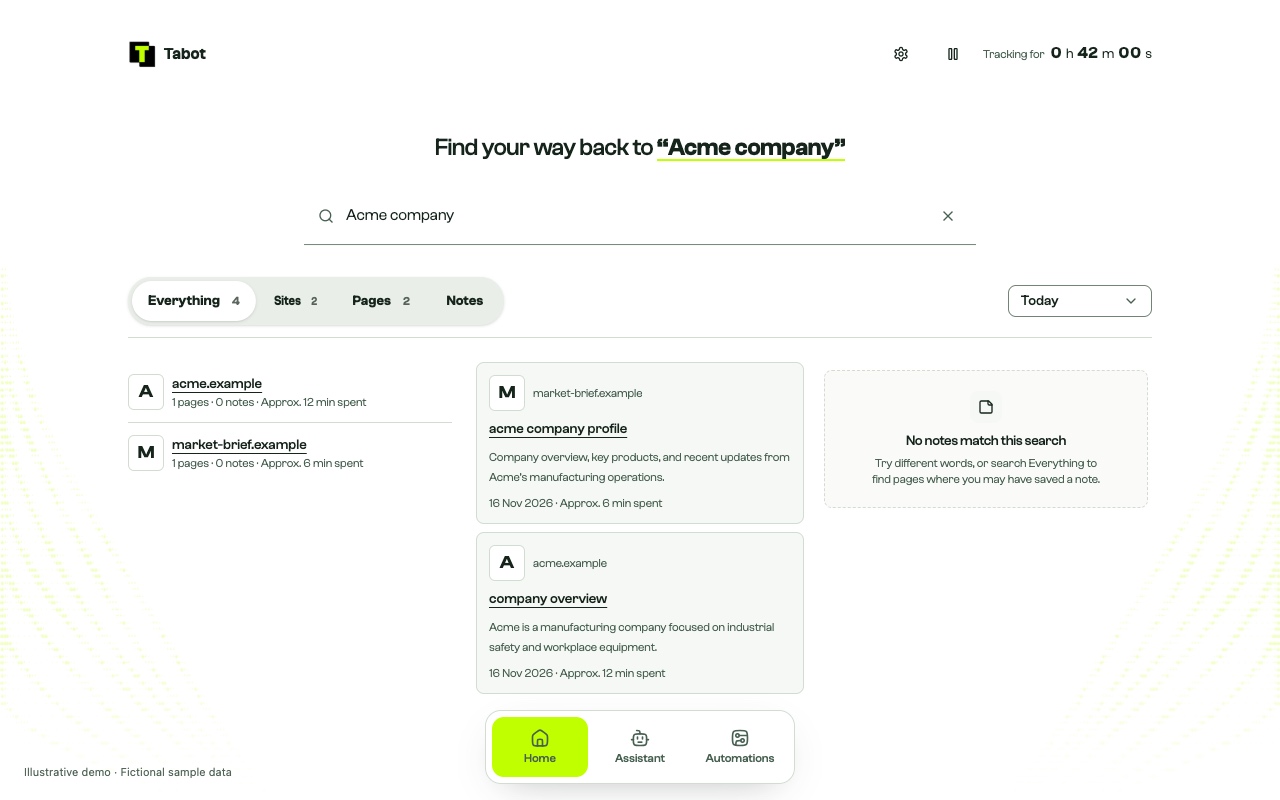 Tabot
Tracking for 0 h 42 m 00 s
Find your way back to “Acme company”
Acme company
Everything 4 Sites 2 Pages 2 Notes
Today
A
acme.example
1 pages · 0 notes · Approx. 12 min spent
M
market-brief.example
1 pages · 0 notes · Approx. 6 min spent
M
market-brief.example
acme company profile
Company overview, key products, and recent updates from
Acme's manufacturing operations.
16 Nov 2026 · Approx. 6 min spent
A
acme.example
company overview
Acme is a manufacturing company focused on industrial
safety and workplace equipment.
16 Nov 2026 · Approx. 12 min spent
No notes match this search
Try different words, or search Everything to
find pages where you may have saved a note.
Home Assistant Automations
Illustrative demo · Fictional sample data